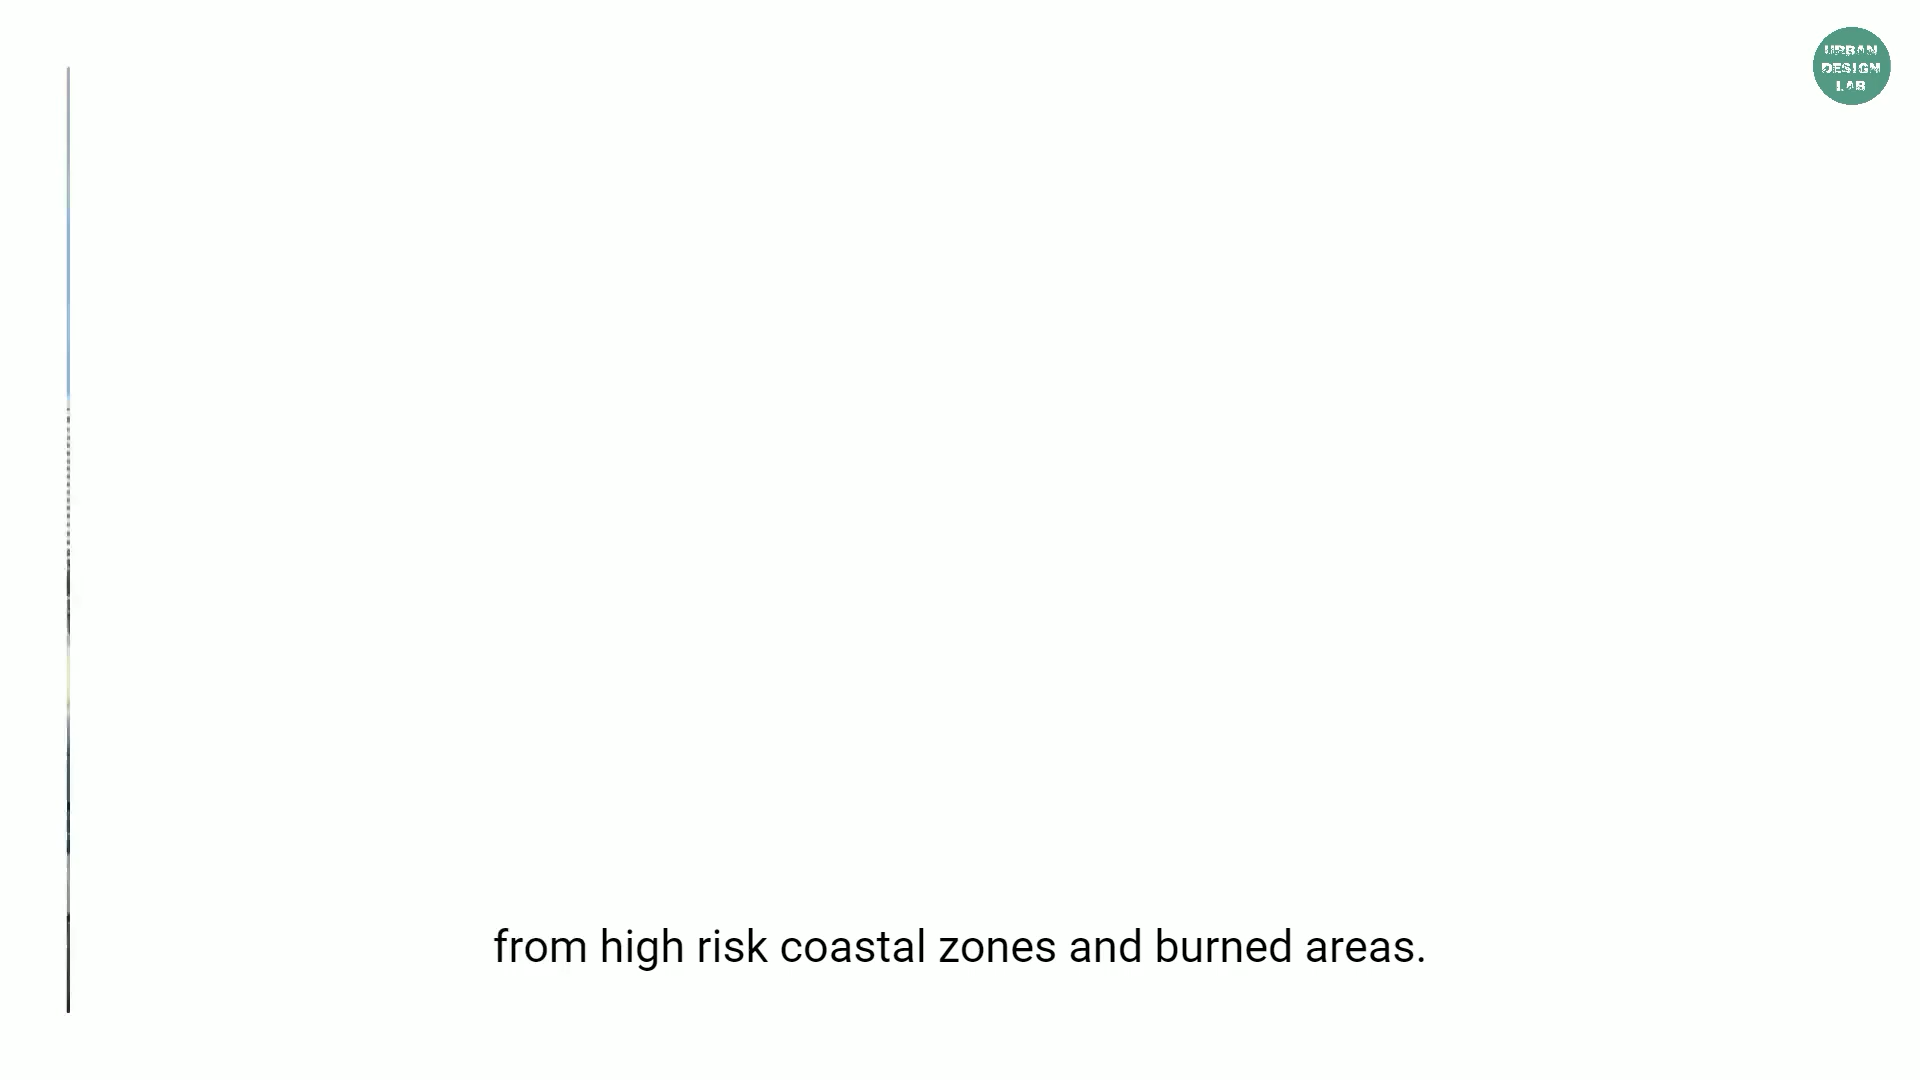 URBAN
DESIGN
LAB
from high risk coastal zones and burned areas.